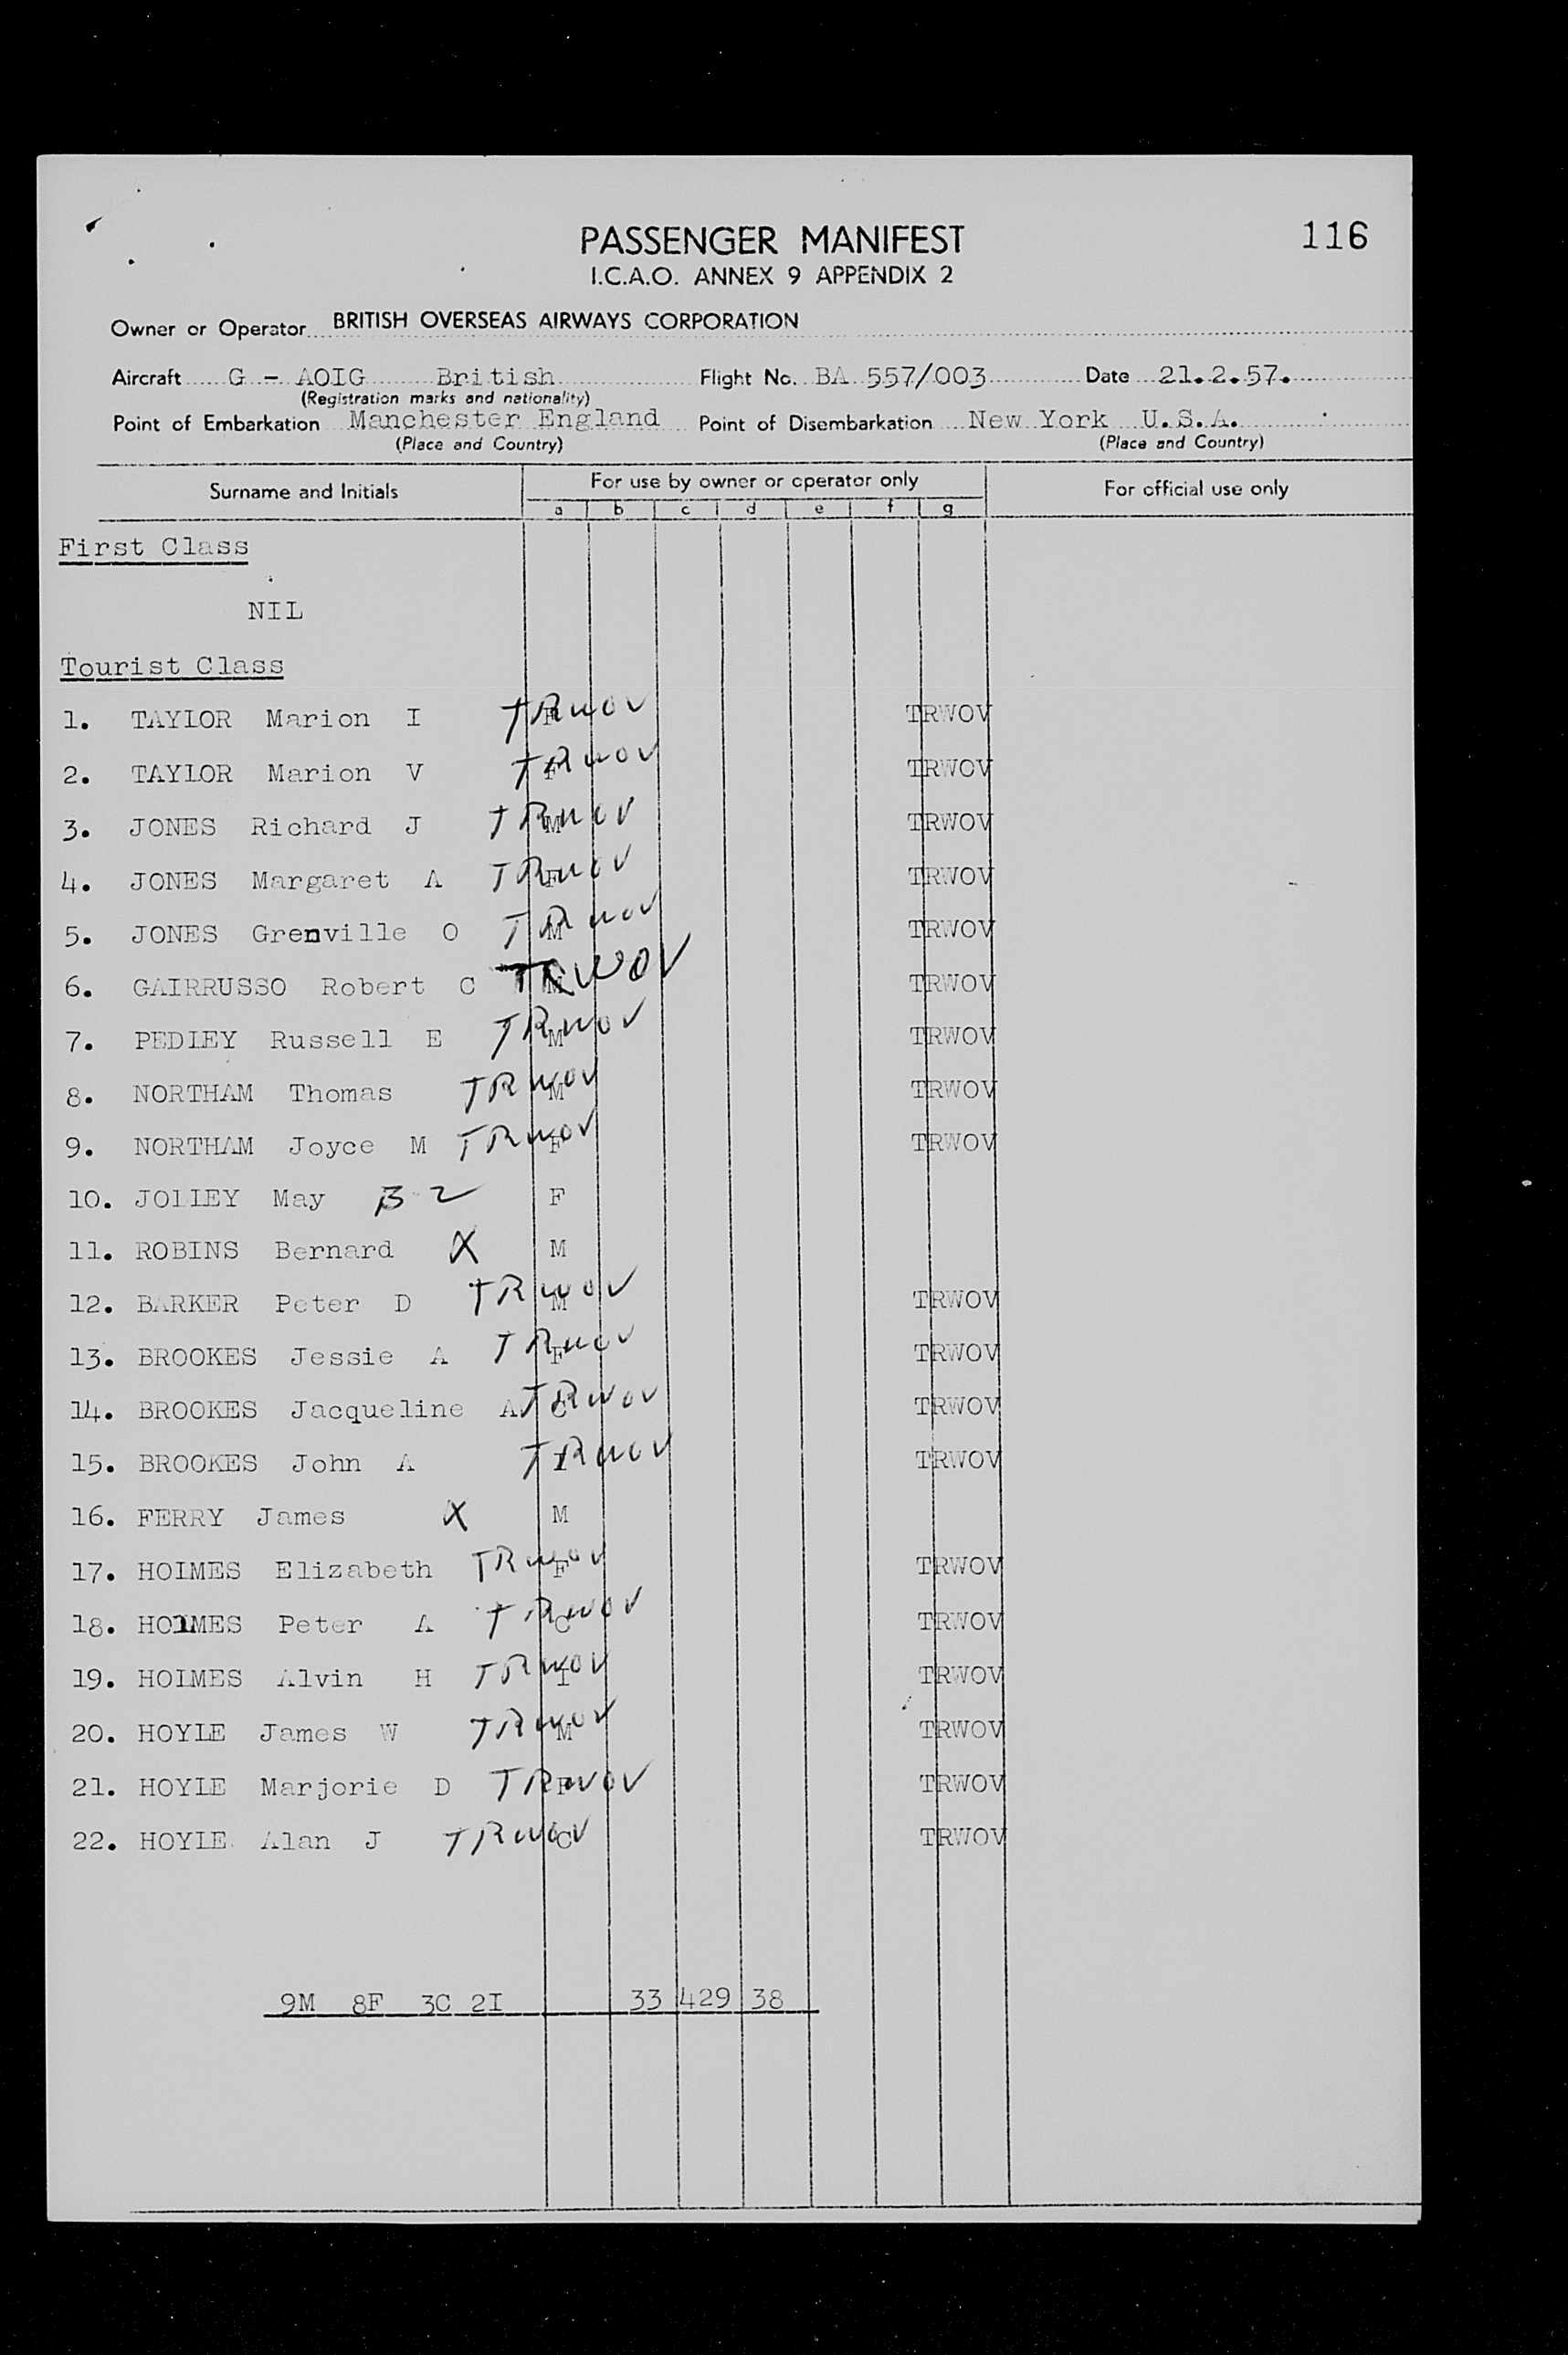 PASSENGER MANIFEST
116
I.C.A.O. ANNEX 9 APPENDIX 2
Owner or Operator BRITISH OVERSEAS AIRWAYS CORPORATION
Aircraft G - AOIG British Flight No. BA 557/003 Date 21.2.57.
(Registration marks and nationality)
Point of Embarkation Manchester England Point of Disembarkation New York U.S.A.
(Place and Country) (Place and Country)
Surname and Initials For use by owner or operator only For official use only
a b c d e f g
First Class
NIL
Tourist Class
1. TAYLOR Marion I F TRWOV TRWOV
2. TAYLOR Marion V F TRWOV TRWOV
3. JONES Richard J M TRWOV TRWOV
4. JONES Margaret A F TRWOV TRWOV
5. JONES Grenville O M TRWOV TRWOV
6. GAIRRUSSO Robert C M TRWOV TRWOV
7. PEDLEY Russell E M TRWOV TRWOV
8. NORTHAM Thomas M TRWOV TRWOV
9. NORTHAM Joyce M F TRWOV TRWOV
10. JOLLEY May B 2 F
11. ROBINS Bernard X M
12. BARKER Peter D M TRWOV TRWOV
13. BROOKES Jessie A F TRWOV TRWOV
14. BROOKES Jacqueline A C TRWOV TRWOV
15. BROOKES John A I TRWOV TRWOV
16. FERRY James X M
17. HOLMES Elizabeth F TRWOV TRWOV
18. HOLMES Peter A C TRWOV TRWOV
19. HOLMES Alvin H I TRWOV TRWOV
20. HOYLE James W M TRWOV TRWOV
21. HOYLE Marjorie D F TRWOV TRWOV
22. HOYLE Alan J C TRWOV TRWOV
9M 8F 3C 2I 33 429 38